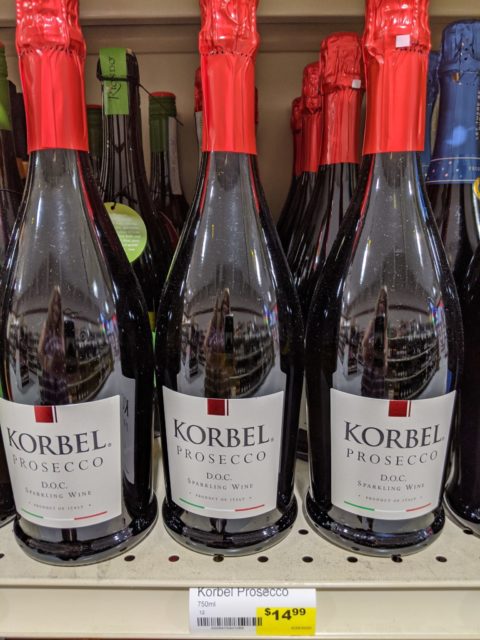 KORBEL®
PROSECCO
D.O.C.
SPARKLING WINE
• PRODUCT OF ITALY •
KORBEL®
PROSECCO
D.O.C.
SPARKLING WINE
• PRODUCT OF ITALY •
KORBEL®
PROSECCO
D.O.C.
SPARKLING WINE
• PRODUCT OF ITALY •
Korbel Prosecco
750ml
12
$14.99